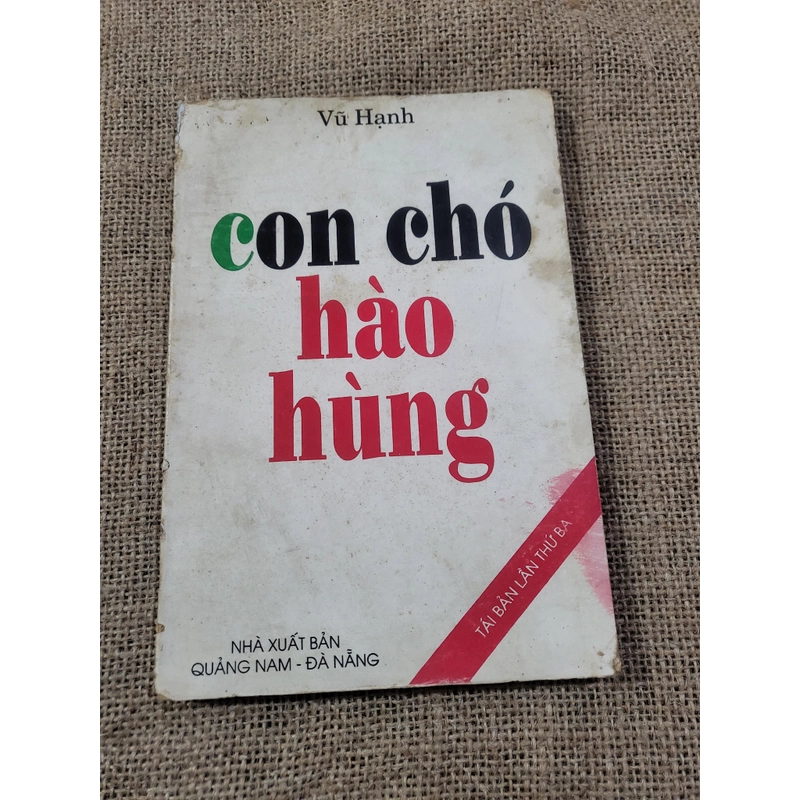 Vũ Hạnh
con chó
hào
hùng
TÁI BẢN LẦN THỨ BA
NHÀ XUẤT BẢN
QUẢNG NAM - ĐÀ NẴNG